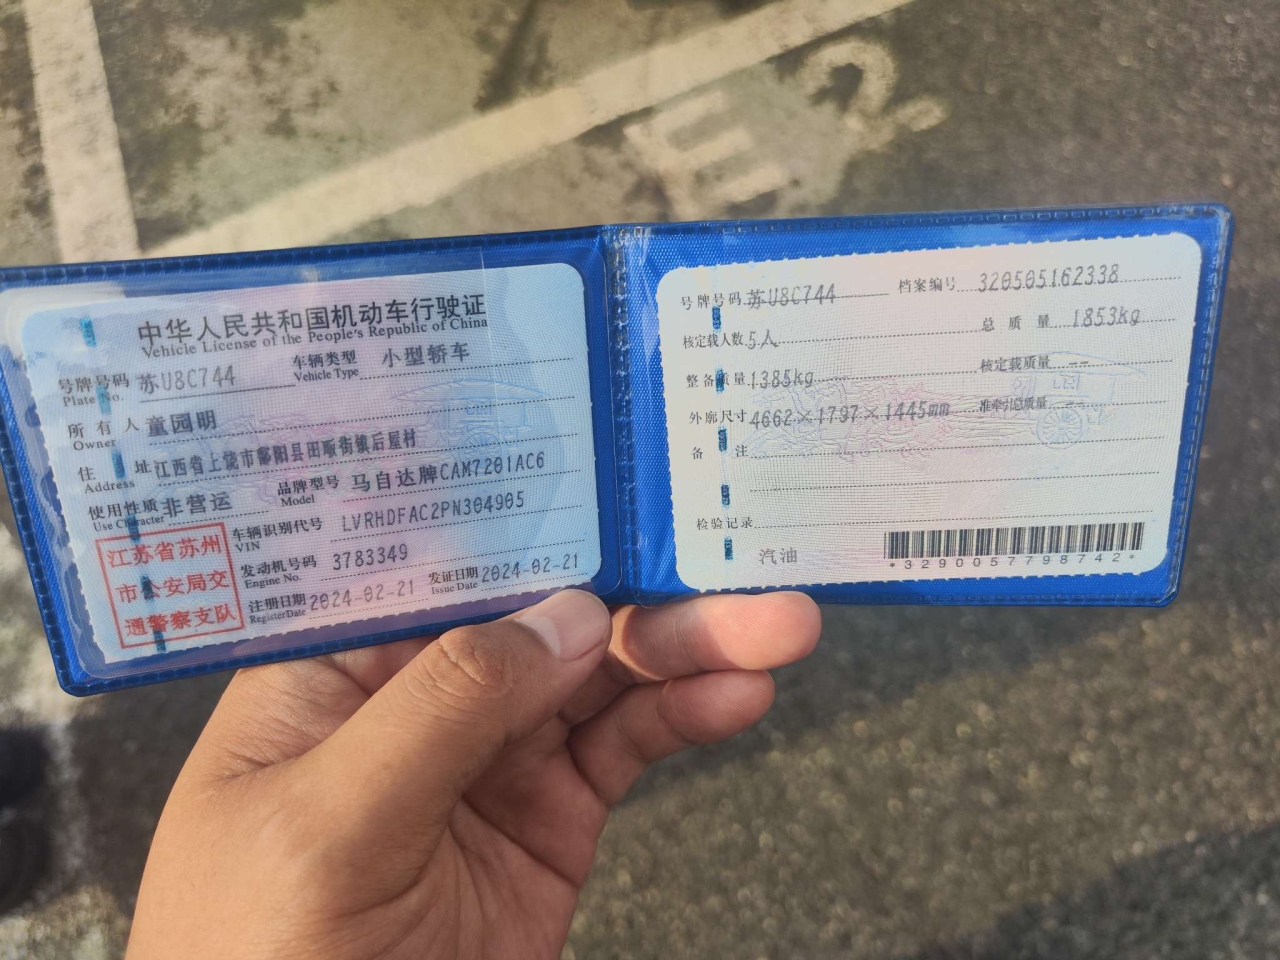 中华人民共和国机动车行驶证
Vehicle License of the People's Republic of China
号牌号码 苏U8C744 车辆类型 小型轿车
Plate No. Vehicle Type
所有人 童园明
Owner
住址 江西省上饶市鄱阳县田畈街镇后屋村
Address
使用性质 非营运 品牌型号 马自达牌CAM7201AC6
Use Character Model
江苏省苏州
市公安局交
通警察支队
车辆识别代号 LVRHDFAC2PN304905
VIN
发动机号码 3783349
Engine No.
注册日期 2024-02-21 发证日期 2024-02-21
Register Date Issue Date
号牌号码 苏U8C744 档案编号 320505162338
核定载人数 5人 总质量 1853kg
整备质量 1385kg 核定载质量 --
外廓尺寸 4662×1797×1445mm 准牵引总质量 --
备注
检验记录
汽油
*3290057798742*